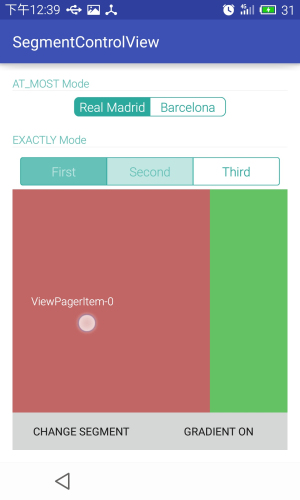 下午12:39
31
SegmentControlView
AT_MOST Mode
Real Madrid
Barcelona
EXACTLY Mode
First
Second
Third
ViewPagerItem-0
CHANGE SEGMENT
GRADIENT ON